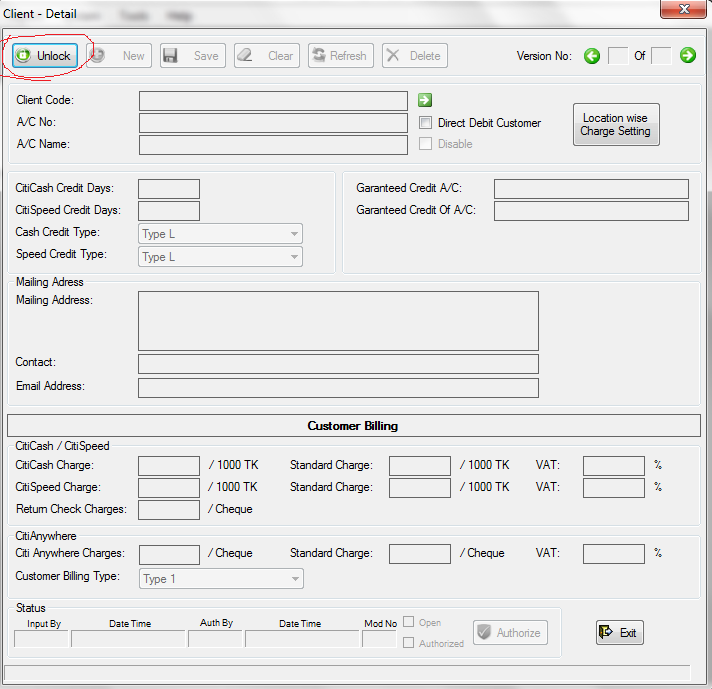 Client - Detail
Tools Help
Unlock New Save Clear Refresh Delete Version No: Of
Client Code:
A/C No: Direct Debit Customer Location wise
A/C Name: Disable Charge Setting
CitiCash Credit Days: Garanteed Credit A/C:
CitiSpeed Credit Days: Garanteed Credit Of A/C:
Cash Credit Type: Type L
Speed Credit Type: Type L
Mailing Adress
Mailing Address:
Contact:
Email Address:
Customer Billing
CitiCash / CitiSpeed
CitiCash Charge: / 1000 TK Standard Charge: / 1000 TK VAT: %
CitiSpeed Charge: / 1000 TK Standard Charge: / 1000 TK VAT: %
Return Check Charges: / Cheque
CitiAnywhere
Citi Anywhere Charges: / Cheque Standard Charge: / Cheque VAT: %
Customer Billing Type: Type 1
Status
Input By Date Time Auth By Date Time Mod No Open
Authorized Authorize Exit